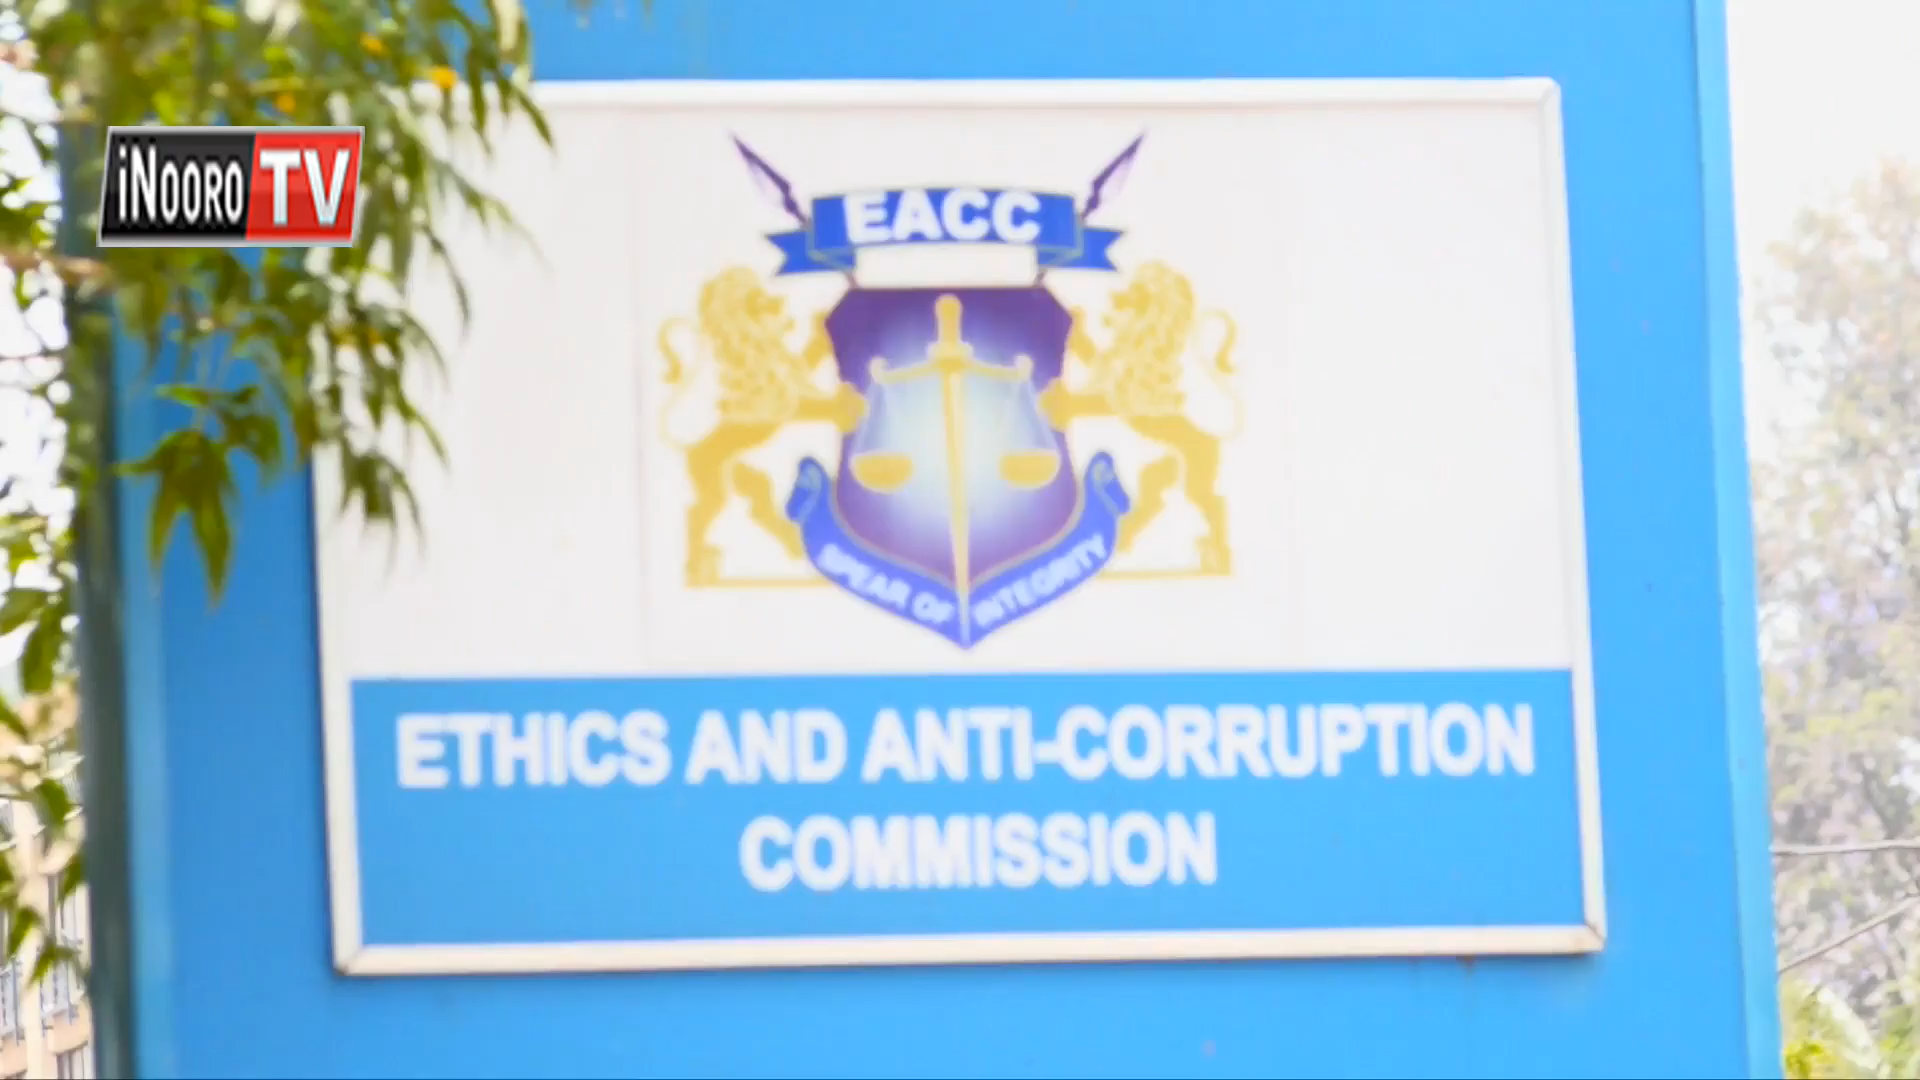 iNOORO TV
EACC
SPEAR OF INTEGRITY
ETHICS AND ANTI-CORRUPTION
COMMISSION